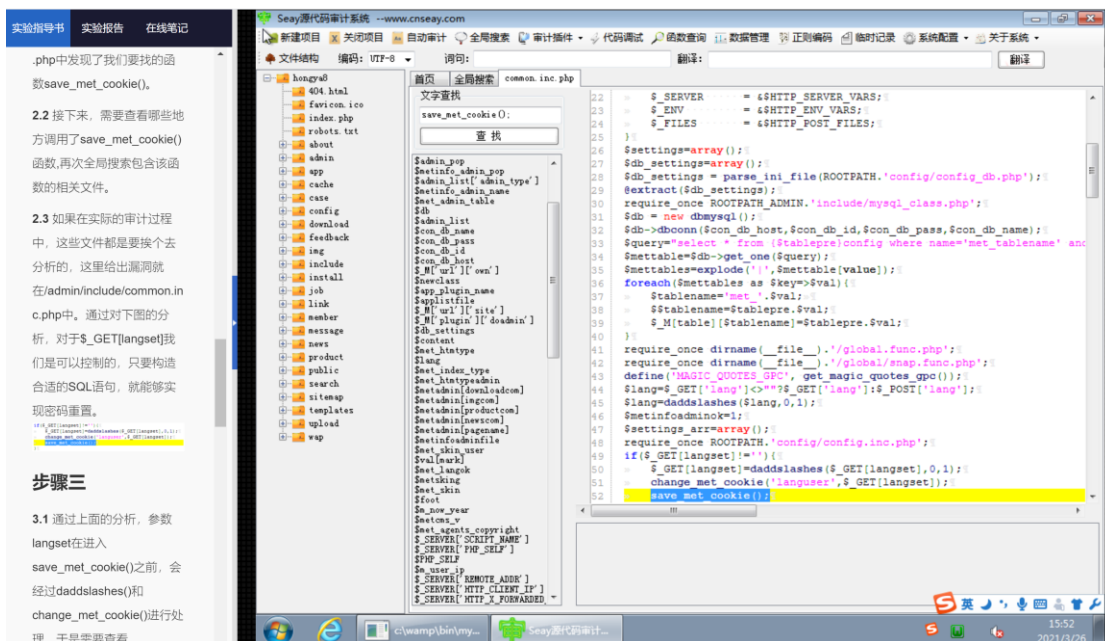 实验指导书 实验报告 在线笔记
.php中发现了我们要找的函
数save_met_cookie()。
2.2 接下来，需要查看哪些地
方调用了save_met_cookie()
函数,再次全局搜索包含该函
数的相关文件。
2.3 如果在实际的审计过程
中，这些文件都是要挨个去
分析的，这里给出漏洞就
在/admin/include/common.in
c.php中。通过对下图的分
析，对于$_GET[langset]我
们是可以控制的，只要构造
合适的SQL语句，就能够实
现密码重置。
if($_GET[langset]!=''){
$_GET[langset]=daddslashes($_GET[langset],0,1);
change_met_cookie('languser',$_GET[langset]);
save_met_cookie();
步骤三
3.1 通过上面的分析，参数
langset在进入
save_met_cookie()之前，会
经过daddslashes()和
change_met_cookie()进行处
理，于是需要查看
Seay源代码审计系统 --www.cnseay.com
新建项目 关闭项目 自动审计 全局搜索 审计插件 代码调试 函数查询 数据管理 正则编码 临时记录 系统配置 关于系统
文件结构 编码: UTF-8 词句: 翻译: 翻译
hongya8
404.html
favicon.ico
index.php
robots.txt
about
admin
app
cache
case
config
download
feedback
img
include
install
job
link
member
message
news
product
public
search
sitemap
templates
upload
wap
首页 全局搜索 common.inc.php
文字查找
save_met_cookie();
查 找
$admin_pop
$metinfo_admin_pop
$admin_list['admin_type']
$metinfo_admin_name
$met_admin_table
$db
$admin_list
$con_db_name
$con_db_pass
$con_db_id
$con_db_host
$_M['url']['own']
$newclass
$app_plugin_name
$applistfile
$_M['url']['site']
$_M['plugin']['doadmin']
$db_settings
$content
$met_htmtype
$lang
$met_index_type
$met_htmtypeadmin
$metadmin[downloadcom]
$metadmin[imgcom]
$metadmin[productcom]
$metadmin[newscom]
$metadmin[pagename]
$metinfoadminfile
$met_skin_user
$val[mark]
$met_langok
$metsking
$met_skin
$foot
$m_now_year
$metcms_v
$met_agents_copyright
$_SERVER['SCRIPT_NAME']
$_SERVER['PHP_SELF']
$PHP_SELF
$m_user_ip
$_SERVER['REMOTE_ADDR']
$_SERVER['HTTP_CLIENT_IP']
$_SERVER['HTTP_X_FORWARDED_
22 $_SERVER = &$HTTP_SERVER_VARS;
23 $_ENV = &$HTTP_ENV_VARS;
24 $_FILES = &$HTTP_POST_FILES;
25 }
26 $settings=array();
27 $db_settings=array();
28 $db_settings = parse_ini_file(ROOTPATH.'config/config_db.php');
29 @extract($db_settings);
30 require_once ROOTPATH_ADMIN.'include/mysql_class.php';
31 $db = new dbmysql();
32 $db->dbconn($con_db_host,$con_db_id,$con_db_pass,$con_db_name);
33 $query="select * from {$tablepre}config where name='met_tablename' and
34 $mettable=$db->get_one($query);
35 $mettables=explode('|',$mettable[value]);
36 foreach($mettables as $key=>$val){
37 $tablename='met_'.$val;
38 $$tablename=$tablepre.$val;
39 $_M[table][$tablename]=$tablepre.$val;
40 }
41 require_once dirname(__file__).'/global.func.php';
42 require_once dirname(__file__).'/global/snap.func.php';
43 define('MAGIC_QUOTES_GPC', get_magic_quotes_gpc());
44 $lang=$_GET['lang']<>""?$_GET['lang']:$_POST['lang'];
45 $lang=daddslashes($lang,0,1);
46 $metinfoadminok=1;
47 $settings_arr=array();
48 require_once ROOTPATH.'config/config.inc.php';
49 if($_GET[langset]!=''){
50 $_GET[langset]=daddslashes($_GET[langset],0,1);
51 change_met_cookie('languser',$_GET[langset]);
52 save_met_cookie();
英
c:\wamp\bin\my... Seay源代码审计...
15:52
2021/3/26